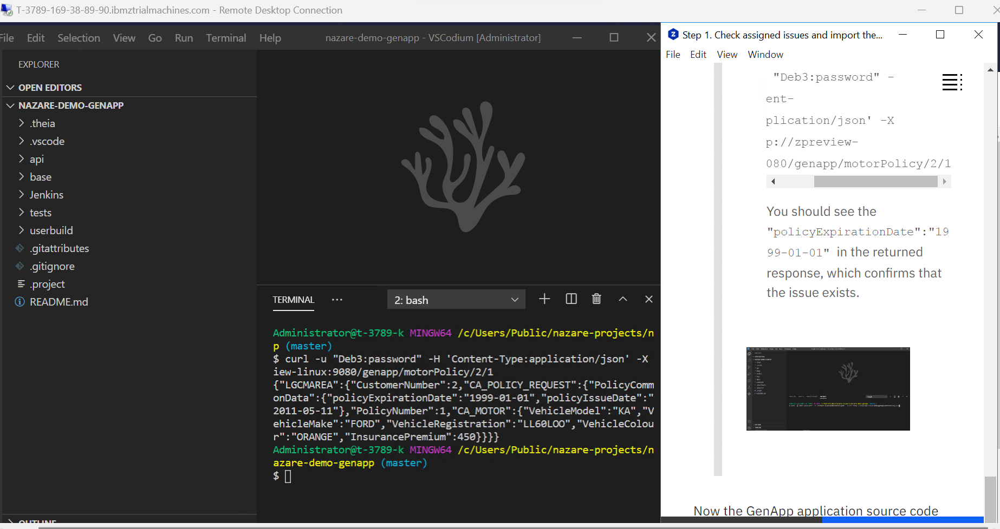 T-3789-169-38-89-90.ibmztrialmachines.com - Remote Desktop Connection
File Edit Selection View Go Run Terminal Help
nazare-demo-genapp - VSCodium [Administrator]
EXPLORER
OPEN EDITORS
NAZARE-DEMO-GENAPP
.theia
.vscode
api
base
Jenkins
tests
userbuild
.gitattributes
.gitignore
.project
README.md
OUTLINE
TERMINAL ...
2: bash
Administrator@t-3789-k MINGW64 /c/Users/Public/nazare-projects/n
p (master)
$ curl -u "Deb3:password" -H 'Content-Type:application/json' -X
iew-linux:9080/genapp/motorPolicy/2/1
{"LGCMAREA":{"CustomerNumber":2,"CA_POLICY_REQUEST":{"PolicyComm
onData":{"policyExpirationDate":"1999-01-01","policyIssueDate":"
2011-05-11"},"PolicyNumber":1,"CA_MOTOR":{"VehicleModel":"KA","V
ehicleMake":"FORD","VehicleRegistration":"LL60LOO","VehicleColou
r":"ORANGE","InsurancePremium":450}}}}
Administrator@t-3789-k MINGW64 /c/Users/Public/nazare-projects/n
azare-demo-genapp (master)
$
Step 1. Check assigned issues and import the...
File Edit View Window
"Deb3:password" -
ent-
plication/json' -X
p://zpreview-
080/genapp/motorPolicy/2/1
You should see the
"policyExpirationDate":"19
99-01-01" in the returned
response, which confirms that
the issue exists.
Now the GenApp application source code